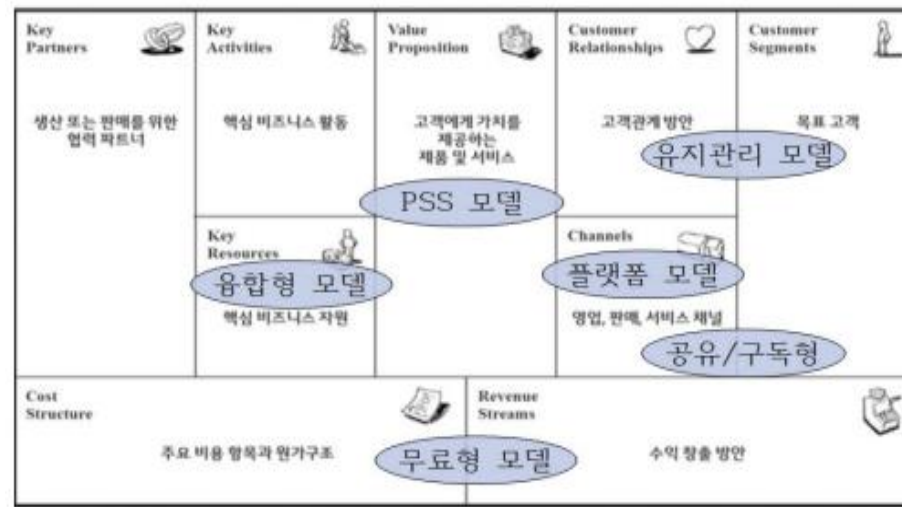 Key
Partners
생산 또는 판매를 위한
협력 파트너
Key
Activities
핵심 비즈니스 활동
Value
Proposition
고객에게 가치를
제공하는
제품 및 서비스
PSS 모델
Customer
Relationships
고객관계 방안
유지관리 모델
Customer
Segments
목표 고객
Key
Resources
융합형 모델
핵심 비즈니스 자원
Channels
플랫폼 모델
영업, 판매, 서비스 채널
공유/구독형
Cost
Structure
주요 비용 항목과 원가구조
무료형 모델
Revenue
Streams
수익 창출 방안